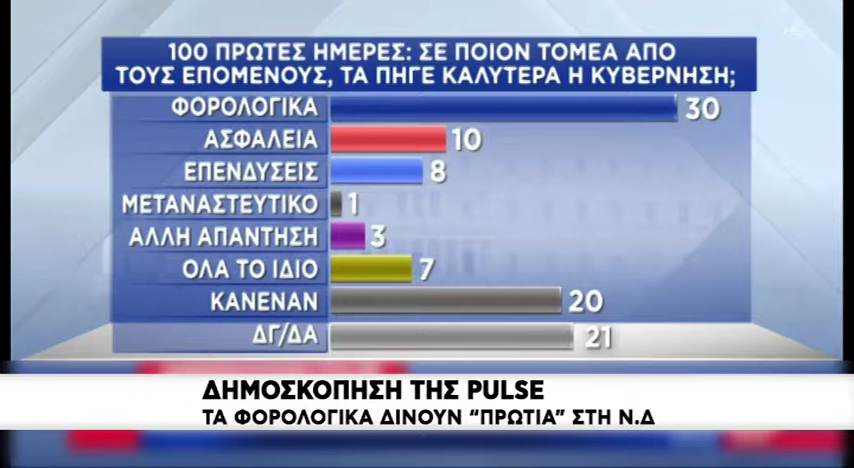 100 ΠΡΩΤΕΣ ΗΜΕΡΕΣ: ΣΕ ΠΟΙΟΝ ΤΟΜΕΑ ΑΠΟ
ΤΟΥΣ ΕΠΟΜΕΝΟΥΣ, ΤΑ ΠΗΓΕ ΚΑΛΥΤΕΡΑ Η ΚΥΒΕΡΝΗΣΗ;
ΦΟΡΟΛΟΓΙΚΑ 30
ΑΣΦΑΛΕΙΑ 10
ΕΠΕΝΔΥΣΕΙΣ 8
ΜΕΤΑΝΑΣΤΕΥΤΙΚΟ 1
ΑΛΛΗ ΑΠΑΝΤΗΣΗ 3
ΟΛΑ ΤΟ ΙΔΙΟ 7
ΚΑΝΕΝΑΝ 20
ΔΓ/ΔΑ 21
ΔΗΜΟΣΚΟΠΗΣΗ ΤΗΣ PULSE
ΤΑ ΦΟΡΟΛΟΓΙΚΑ ΔΙΝΟΥΝ “ΠΡΩΤΙΑ” ΣΤΗ Ν.Δ